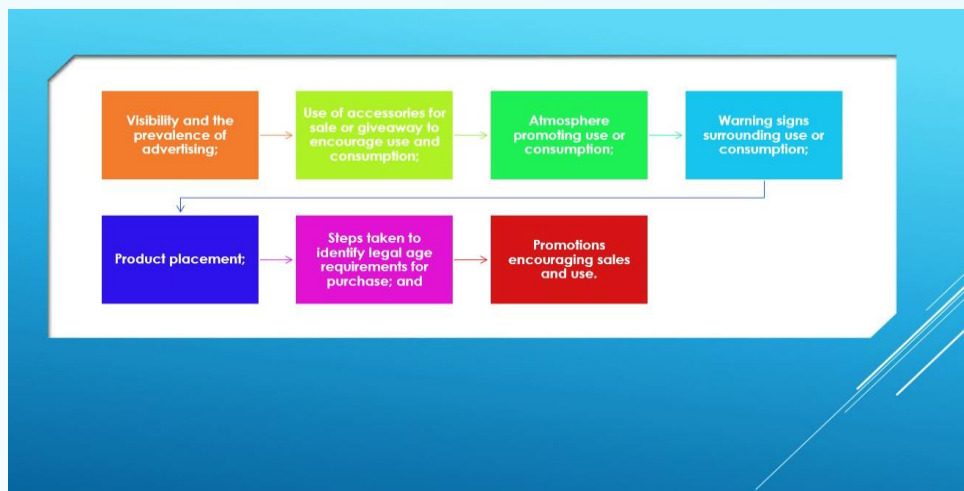 Visibility and the
prevalence of
advertising;
Use of accessories for
sale or giveaway to
encourage use and
consumption;
Atmosphere
promoting use or
consumption;
Warning signs
surrounding use or
consumption;
Product placement;
Steps taken to
identify legal age
requirements for
purchase; and
Promotions
encouraging sales
and use.